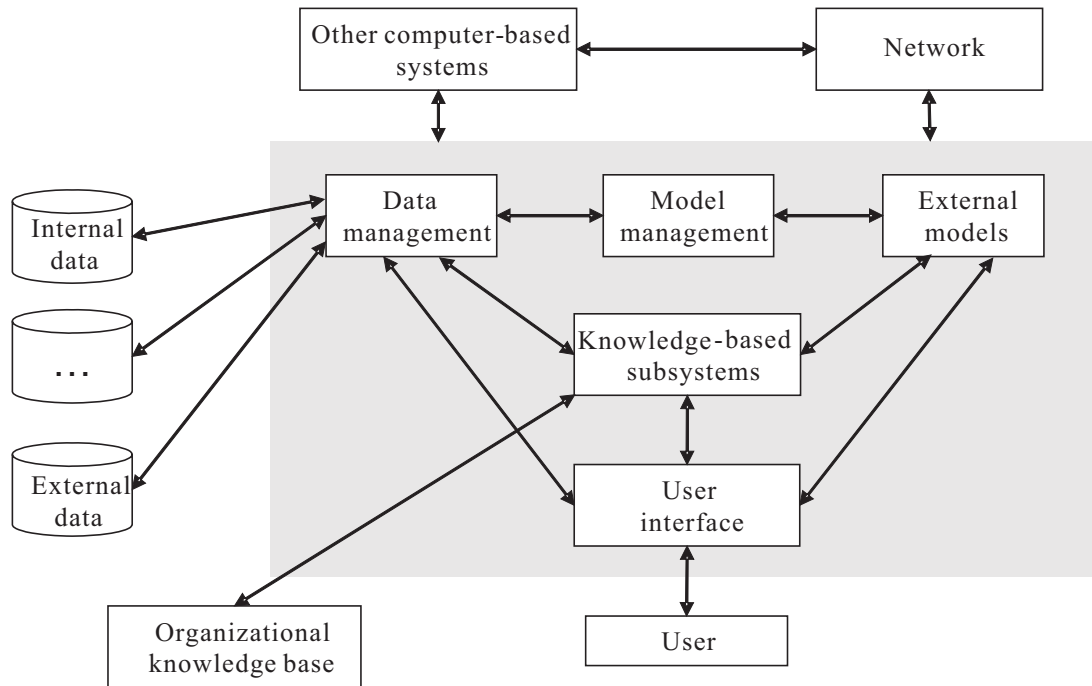 Other computer-based
systems
Network
Internal
data
Data
management
Model
management
External
models
...
Knowledge-based
subsystems
External
data
User
interface
Organizational
knowledge base
User